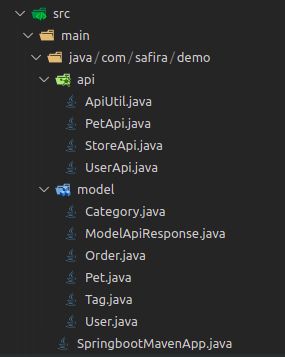 src
main
java/com/safira/demo
api
ApiUtil.java
PetApi.java
StoreApi.java
UserApi.java
model
Category.java
ModelApiResponse.java
Order.java
Pet.java
Tag.java
User.java
SpringbootMavenApp.java